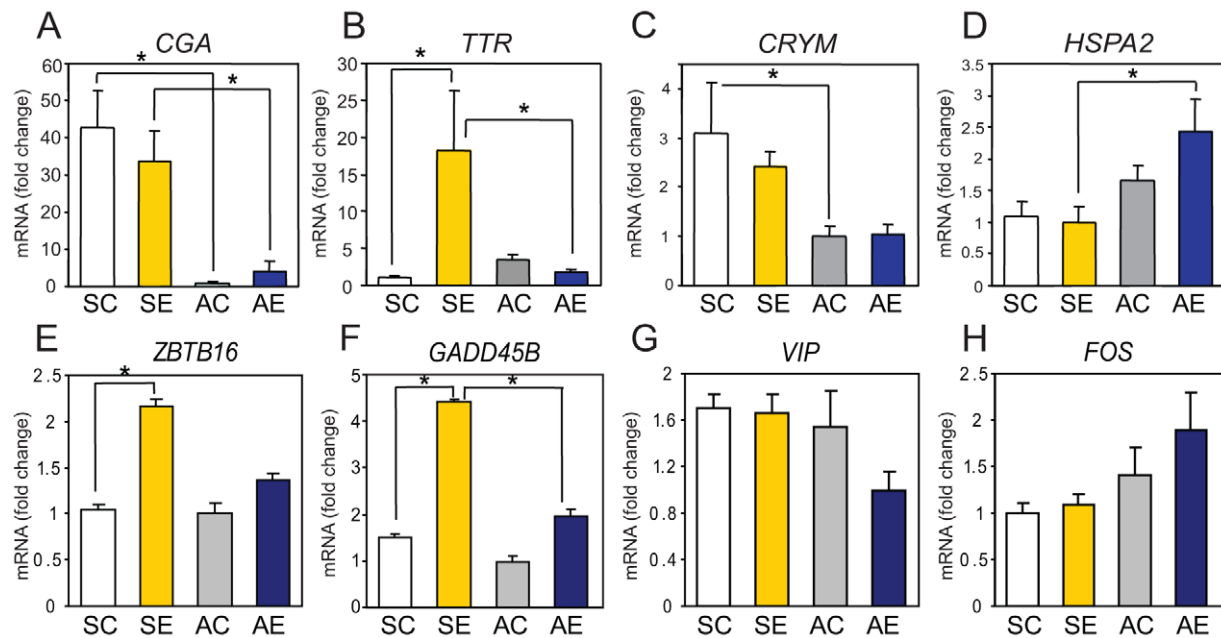 A CGA
B TTR
C CRYM
D HSPA2
mRNA (fold change)
60
50
40
30
20
10
0
*
*
SC SE AC AE
mRNA (fold change)
30
25
20
15
10
5
0
*
*
SC SE AC AE
mRNA (fold change)
4
3
2
1
0
*
SC SE AC AE
mRNA (fold change)
3.5
3
2.5
2
1.5
1
0.5
0
*
SC SE AC AE
E ZBTB16
F GADD45B
G VIP
H FOS
mRNA (fold change)
2.5
2
1.5
1
0.5
0
*
SC SE AC AE
mRNA (fold change)
5
4
3
2
1
0
*
*
SC SE AC AE
mRNA (fold change)
2
1.6
1.2
0.8
0.4
0
SC SE AC AE
mRNA (fold change)
2.5
2
1.5
1
0.5
0
SC SE AC AE